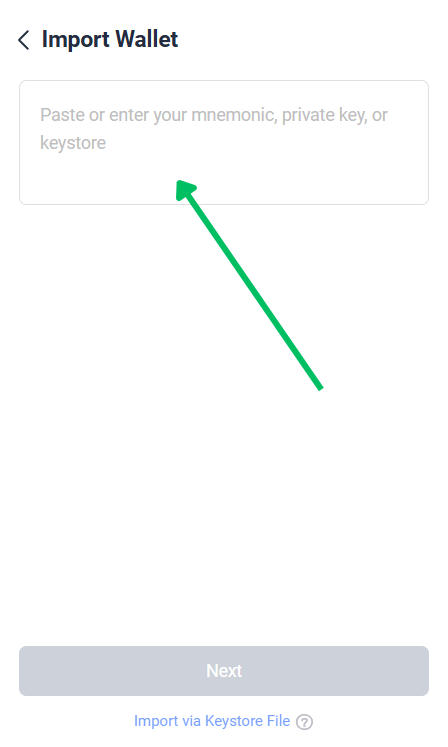 Import Wallet
Paste or enter your mnemonic, private key, or
keystore
Next
Import via Keystore File ?